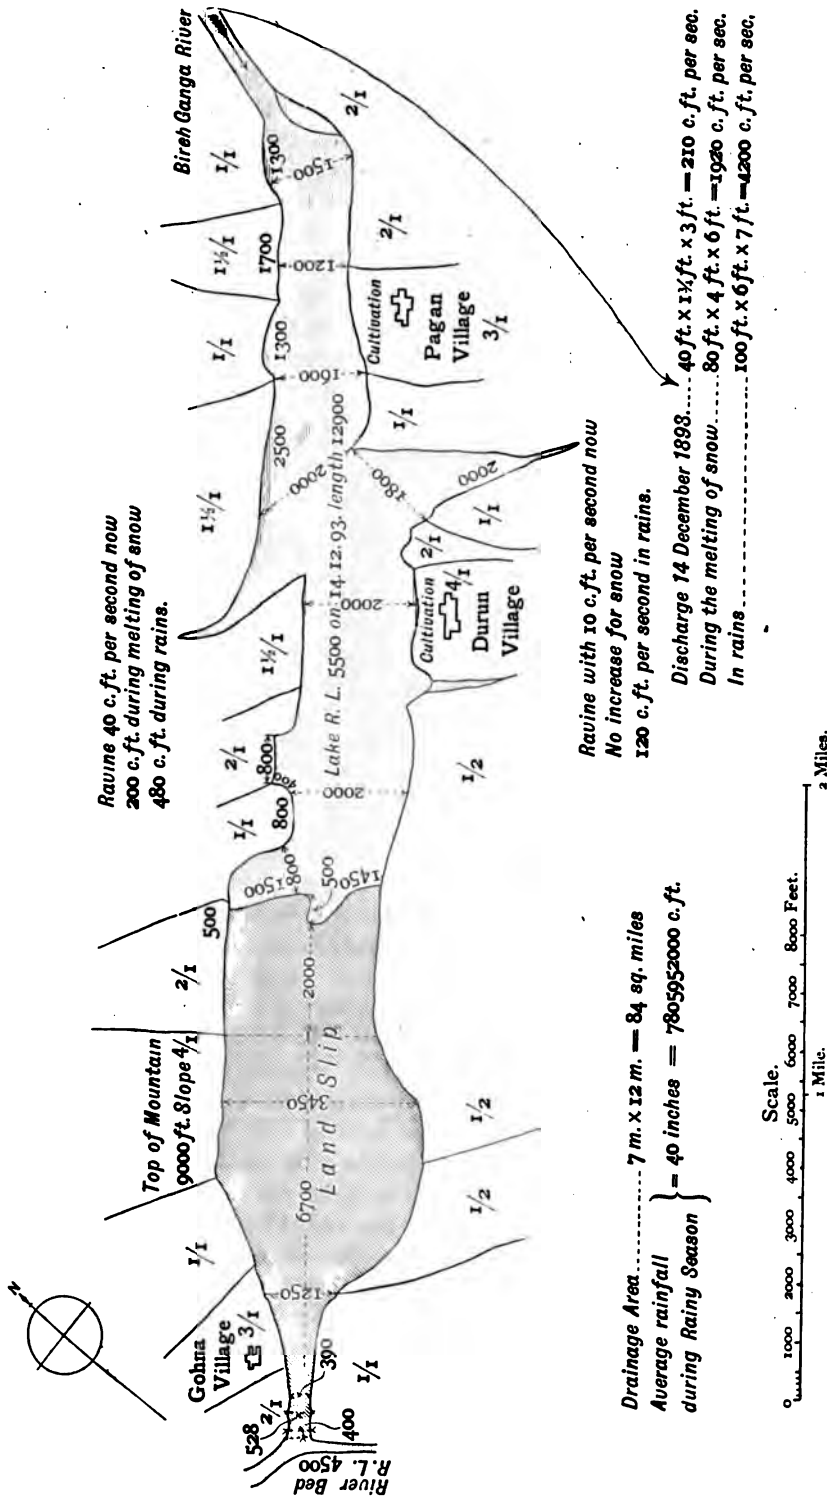 N
Bireh Ganga River
1/1
1½/1
1/1
1½/1
Ravine 40 c.ft. per second now
200 c.ft. during melting of snow
480 c.ft. during rains.
1½/1
2/1
1/1
500
2/1
Top of Mountain
9000 ft. Slope 4/1
1/1
Gohna
Village
3/1
2/1
528
River Bed
R.L. 4500
400
390
1/1
1250
6700
3450
Land Slip
2000
500
1500
800
1450
800
400
800
2000
Lake R.L. 5500 on 14.12.93. length 12900
2000
2000
2500
1600
1300
1200
1700
1500
1300
2/1
2/1
Cultivation
Pagan
Village
3/1
1/1
1800
2000
1/1
2/1
Cultivation
4/1
Durun
Village
1/2
1/2
1/2
Ravine with 10 c.ft. per second now
No increase for snow
120 c.ft. per second in rains.
Discharge 14 December 1893..... 40 ft. x 1¾ ft. x 3 ft. = 210 c.ft. per sec.
During the melting of snow..... 80 ft. x 4 ft. x 6 ft. = 1920 c.ft. per sec.
In rains..................... 100 ft. x 6 ft. x 7 ft. = 4200 c.ft. per sec.
Drainage Area............ 7 m. x 12 m. = 84 sq. miles
Average rainfall
during Rainy Season } = 40 inches = 7805952000 c.ft.
Scale.
0 1000 2000 3000 4000 5000 6000 7000 8000 Feet.
1 Mile.
2 Miles.